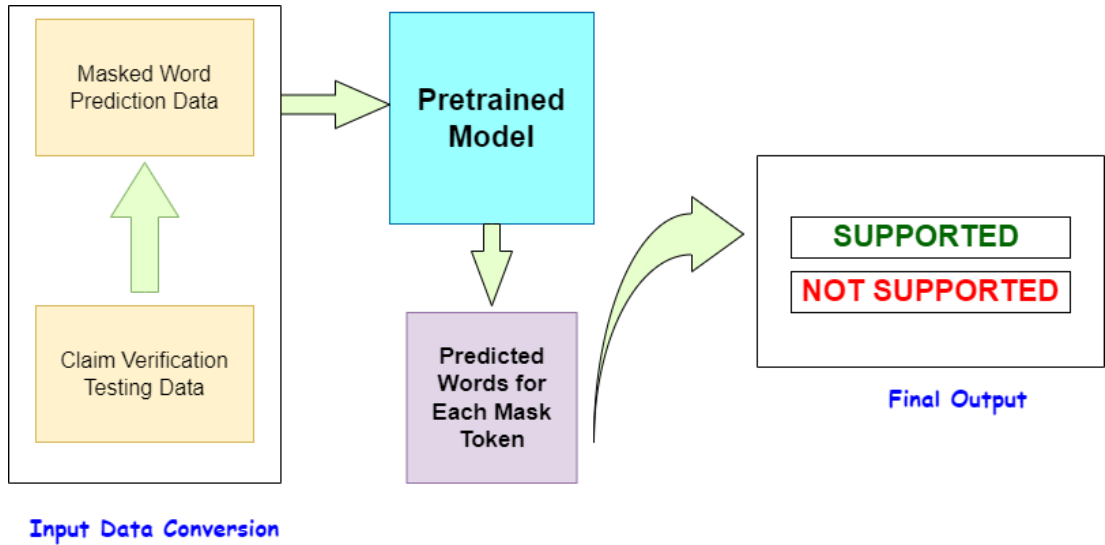 Masked Word
Prediction Data
Pretrained
Model
SUPPORTED
NOT SUPPORTED
Claim Verification
Testing Data
Predicted
Words for
Each Mask
Token
Final Output
Input Data Conversion